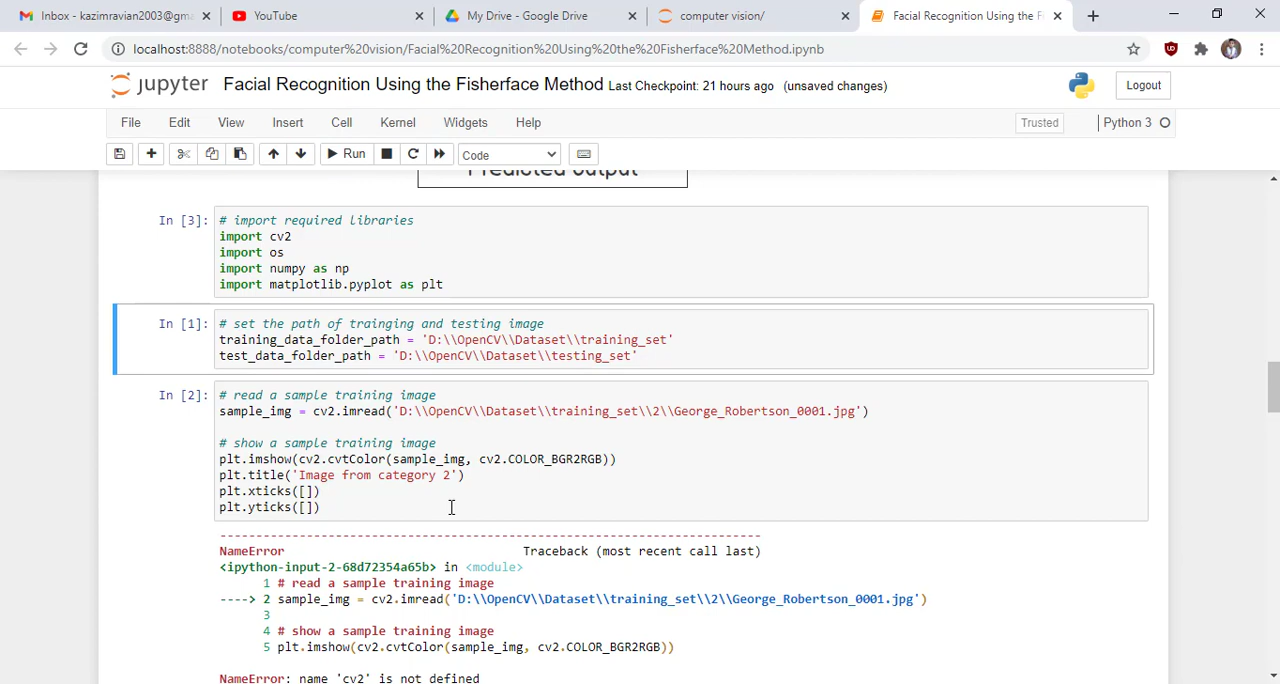 Inbox - kazimravian2003@gma
YouTube
My Drive - Google Drive
computer vision/
Facial Recognition Using the F
localhost:8888/notebooks/computer%20vision/Facial%20Recognition%20Using%20the%20Fisherface%20Method.ipynb
jupyter Facial Recognition Using the Fisherface Method Last Checkpoint: 21 hours ago (unsaved changes)
Logout
File Edit View Insert Cell Kernel Widgets Help
Trusted
Python 3
Run
Code
Predicted output
In [3]: # import required libraries
import cv2
import os
import numpy as np
import matplotlib.pyplot as plt
In [1]: # set the path of trainging and testing image
training_data_folder_path = 'D:\\OpenCV\\Dataset\\training_set'
test_data_folder_path = 'D:\\OpenCV\\Dataset\\testing_set'
In [2]: # read a sample training image
sample_img = cv2.imread('D:\\OpenCV\\Dataset\\training_set\\2\\George_Robertson_0001.jpg')
# show a sample training image
plt.imshow(cv2.cvtColor(sample_img, cv2.COLOR_BGR2RGB))
plt.title('Image from category 2')
plt.xticks([])
plt.yticks([])
---------------------------------------------------------------------------
NameError Traceback (most recent call last)
<ipython-input-2-68d72354a65b> in <module>
1 # read a sample training image
----> 2 sample_img = cv2.imread('D:\\OpenCV\\Dataset\\training_set\\2\\George_Robertson_0001.jpg')
3
4 # show a sample training image
5 plt.imshow(cv2.cvtColor(sample_img, cv2.COLOR_BGR2RGB))
NameError: name 'cv2' is not defined